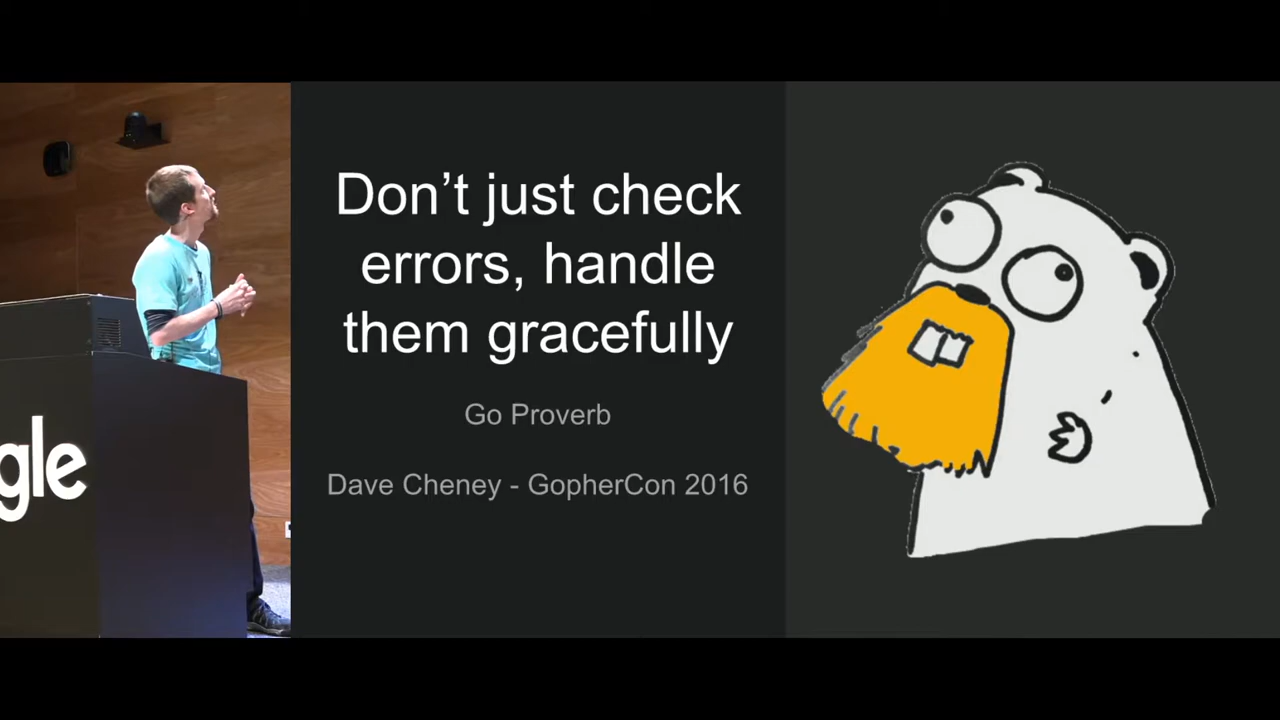 Don't just check
errors, handle
them gracefully
Go Proverb
Dave Cheney - GopherCon 2016
gle